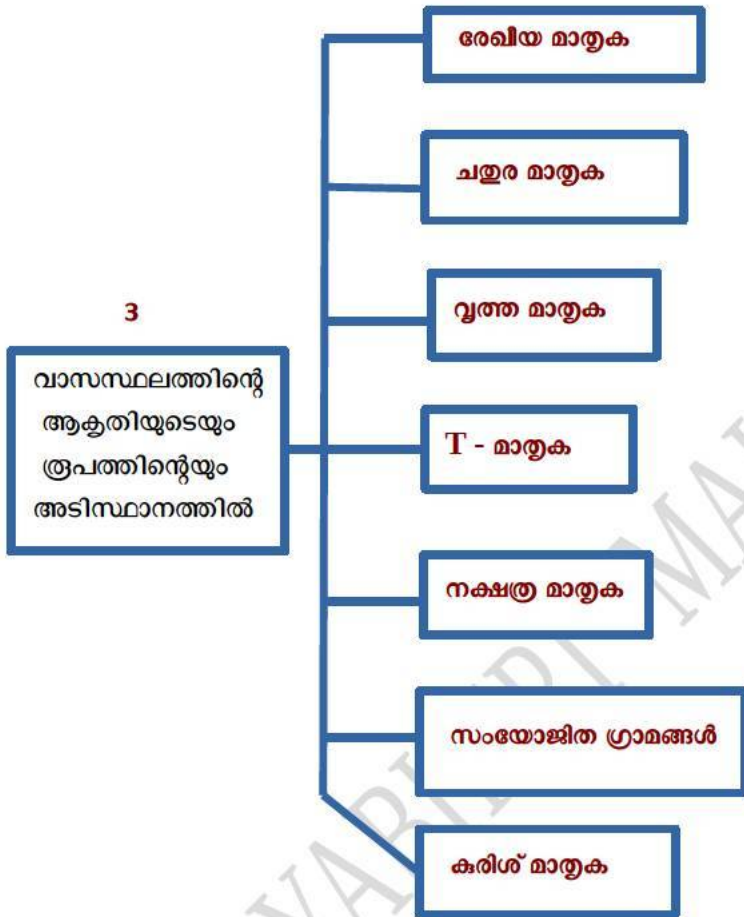 രേഖീയ മാതൃക
ചതുര മാതൃക
വൃത്ത മാതൃക
3
വാസസ്ഥലത്തിന്റെ
ആകൃതിയുടെയും
രൂപത്തിന്റെയും
അടിസ്ഥാനത്തിൽ
T - മാതൃക
നക്ഷത്ര മാതൃക
സംയോജിത ഗ്രാമങ്ങൾ
കുരിശ് മാതൃക